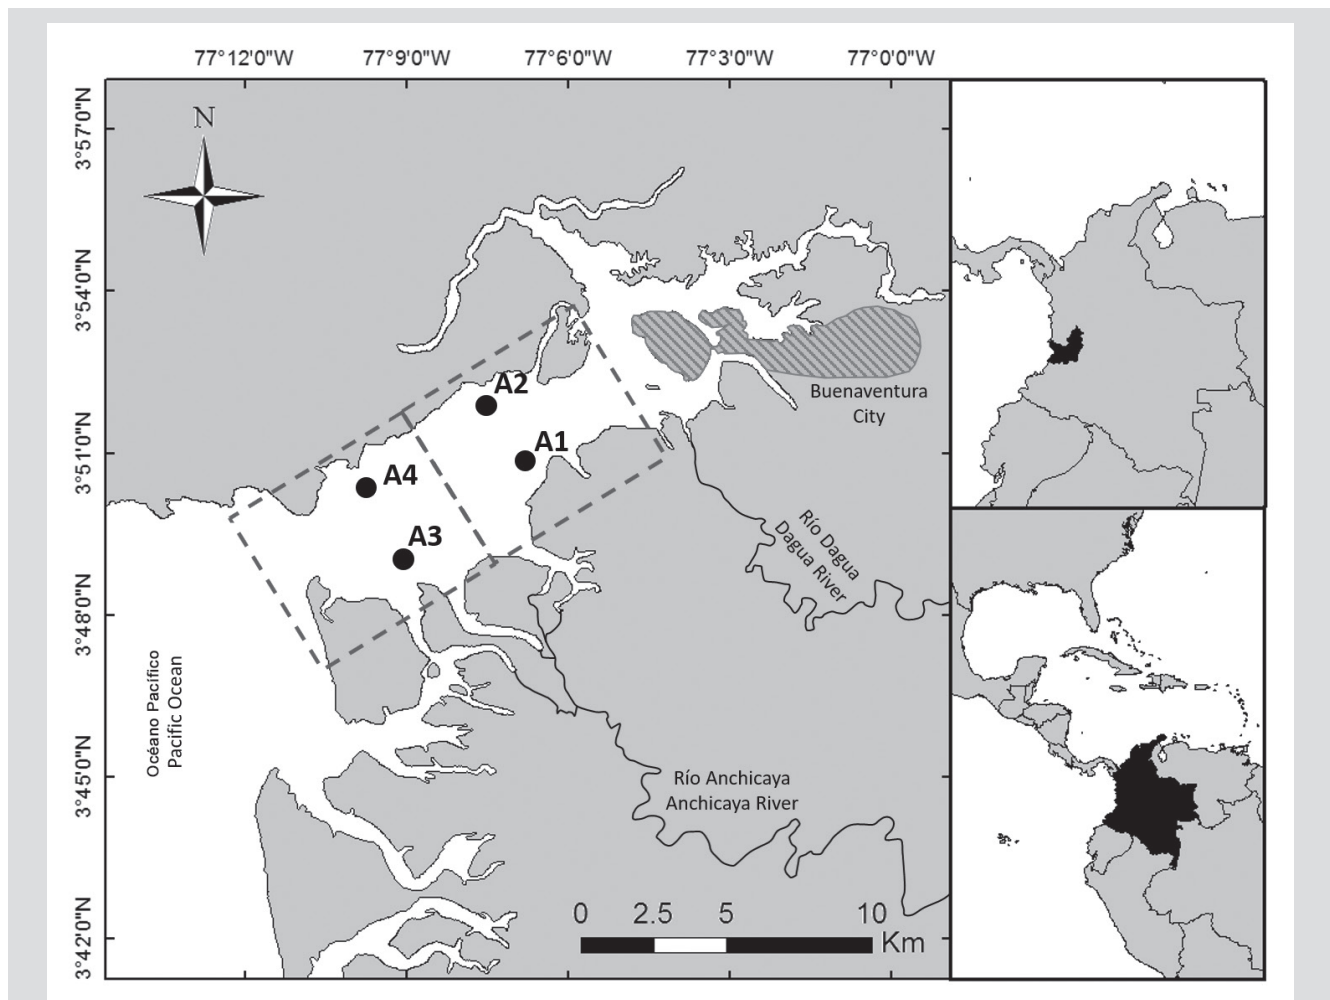 77°12'0"W 77°9'0"W 77°6'0"W 77°3'0"W 77°0'0"W
3°57'0"N
N
3°54'0"N
A2
Buenaventura
City
A1
3°51'0"N
A4
A3
Río Dagua
Dagua River
3°48'0"N
Océano Pacífico
Pacific Ocean
3°45'0"N
Río Anchicaya
Anchicaya River
0 2.5 5 10
Km
3°42'0"N